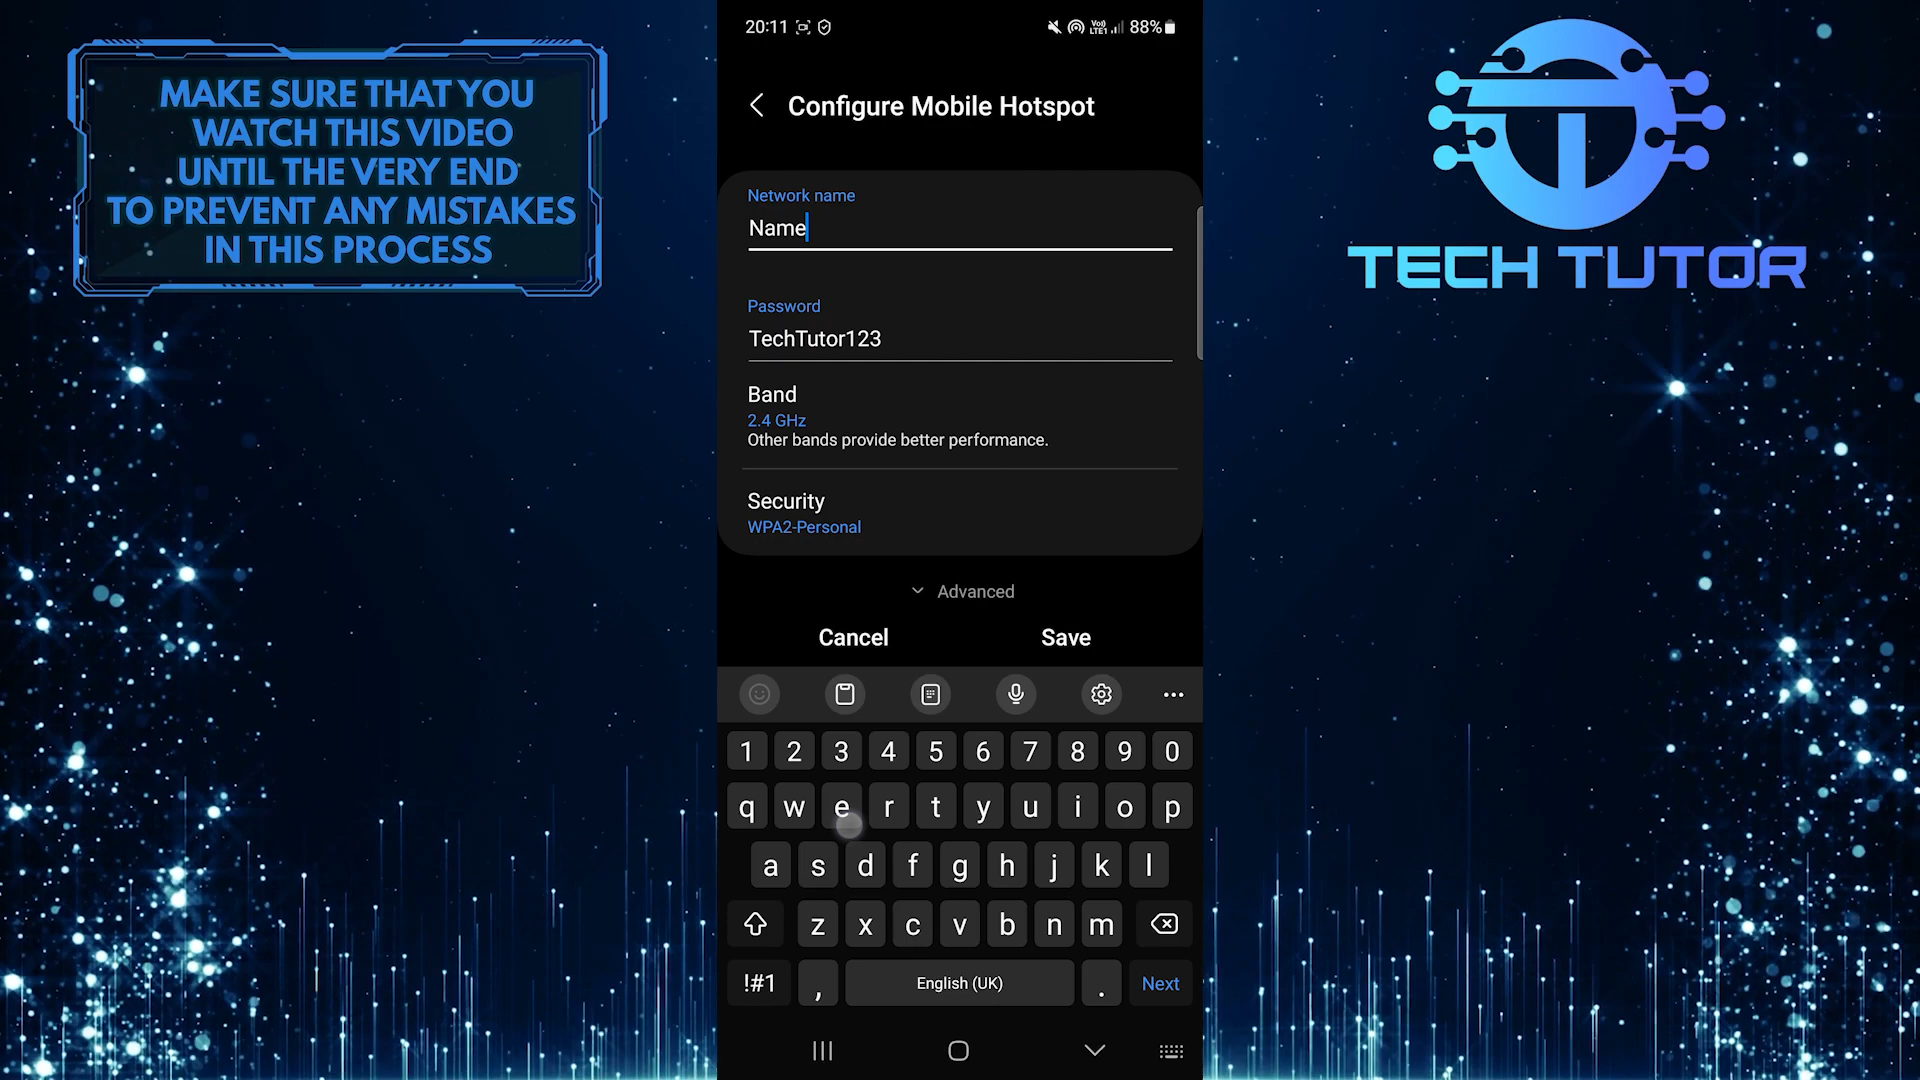 MAKE SURE THAT YOU
WATCH THIS VIDEO
UNTIL THE VERY END
TO PREVENT ANY MISTAKES
IN THIS PROCESS
20:11
Vo)) LTE1 88%
Configure Mobile Hotspot
Network name
Name
Password
TechTutor123
Band
2.4 GHz
Other bands provide better performance.
Security
WPA2-Personal
Advanced
Cancel Save
1 2 3 4 5 6 7 8 9 0
q w e r t y u i o p
a s d f g h j k l
z x c v b n m
!#1 , English (UK) . Next
TECH TUTOR